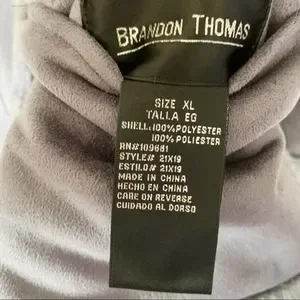 BRANDON THOMAS
SIZE XL
TALLA EG
SHELL:100%POLYESTER
100%POLIESTER
RN#109681
STYLE# 21X19
ESTILO# 21X19
MADE IN CHINA
HECHO EN CHINA
CARE ON REVERSE
CUIDADO AL DORSO